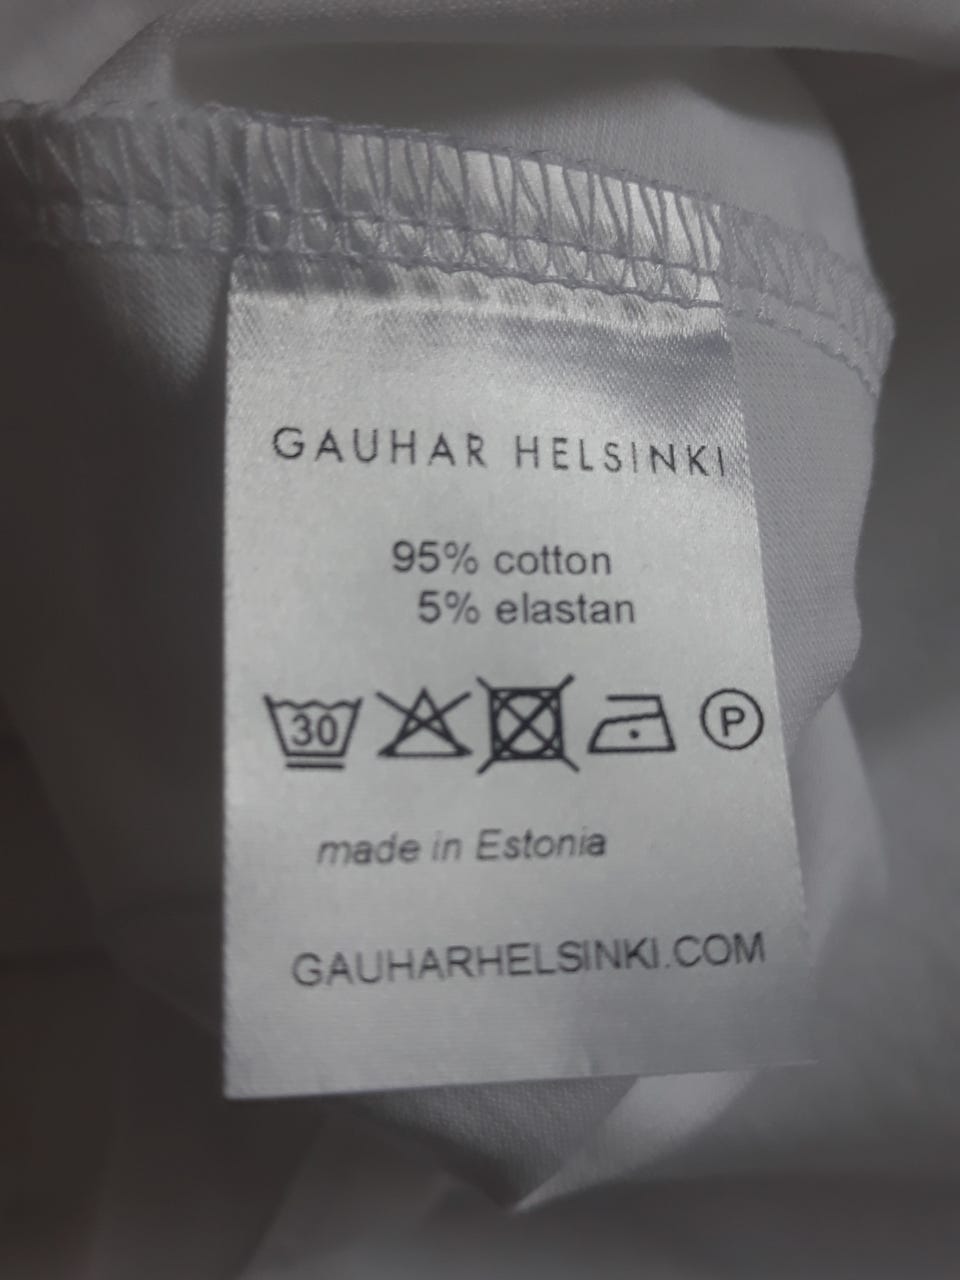 GAUHAR HELSINKI
95% cotton
5% elastan
30 P
made in Estonia
GAUHARHELSINKI.COM